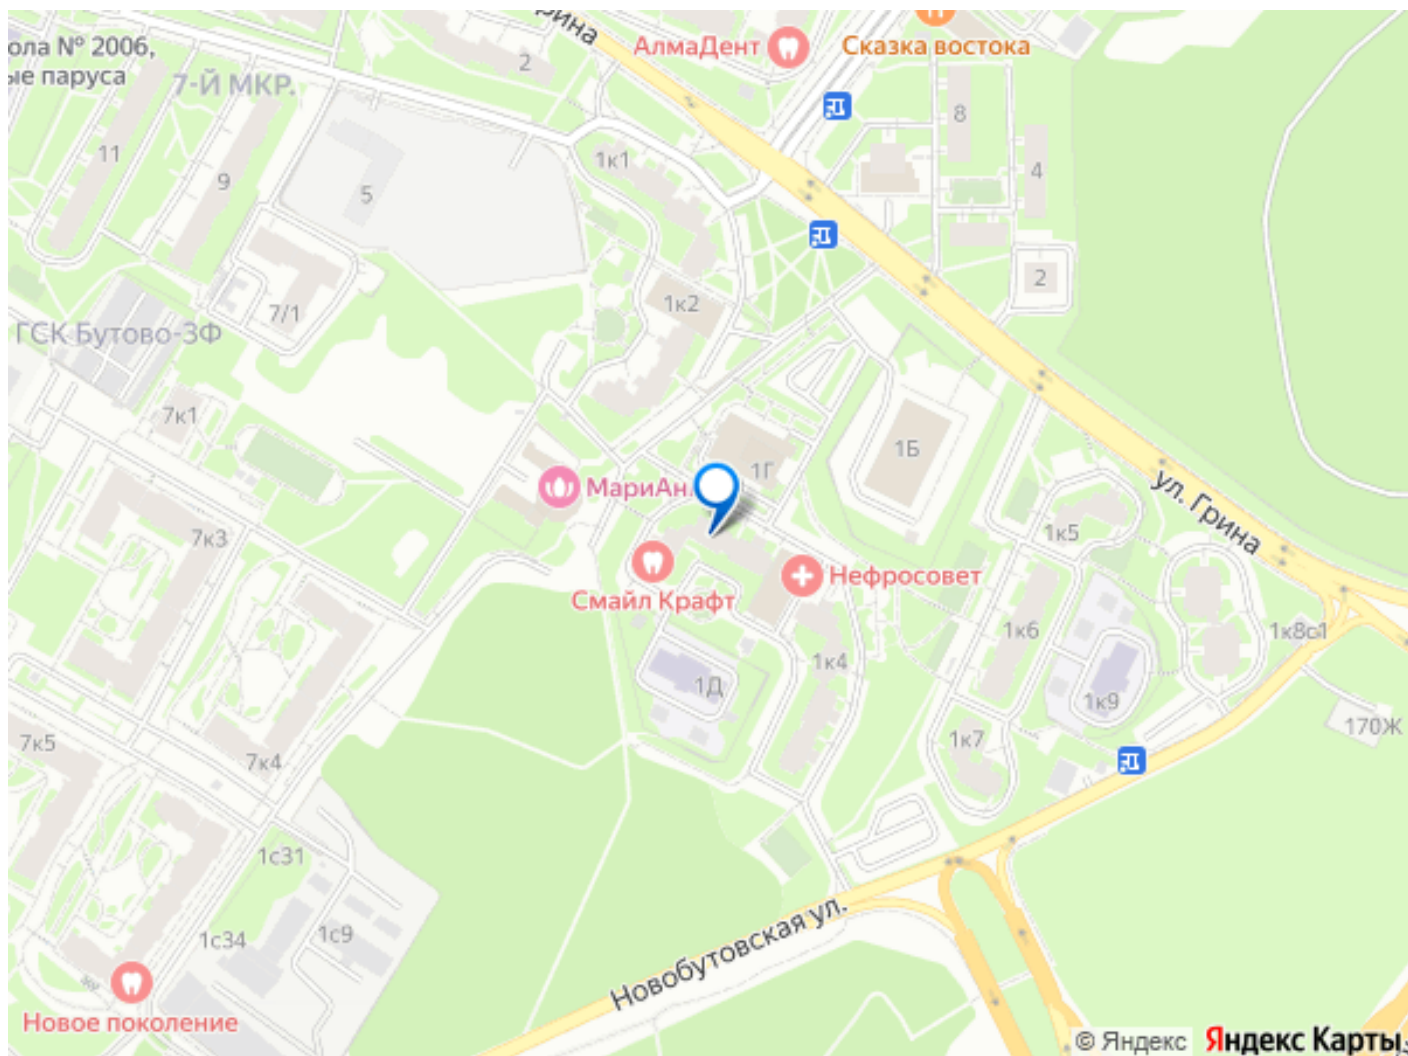 рина
ола № 2006,
ые паруса
7-Й МКР.
2
АлмаДент
Сказка востока
8
4
11
9
5
1к1
2
7/1
1к2
ГСК Бутово-3Ф
7к1
1Г
1Б
МариАн
ул. Грина
7к3
1к5
Смайл Крафт
Нефросовет
1к6
1к8с1
1к4
1Д
1к9
170Ж
7к5
7к4
1к7
1с31
1с34
1с9
Новобутовская ул.
Новое поколение
© Яндекс Яндекс Карты